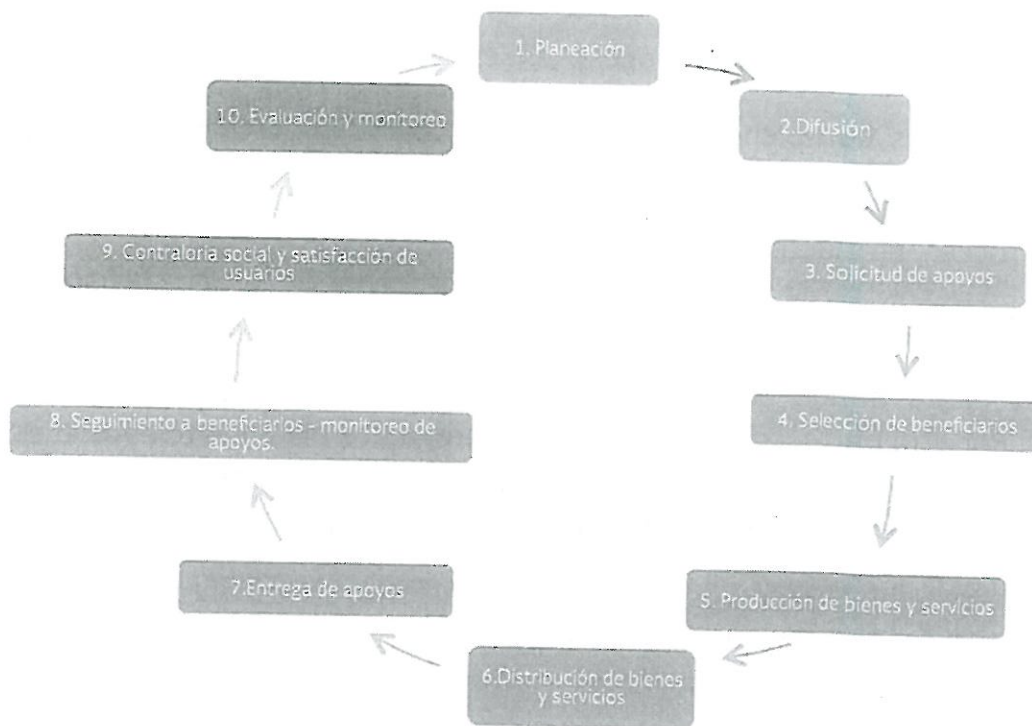 1. Planeación
2.Difusión
3. Solicitud de apoyos
4. Selección de beneficiarios
5. Producción de bienes y servicios
6.Distribución de bienes
y servicios
7.Entrega de apoyos
8. Seguimiento a beneficiarios - monitoreo de
apoyos.
9. Contraloría social y satisfacción de
usuarios
10. Evaluación y monitoreo